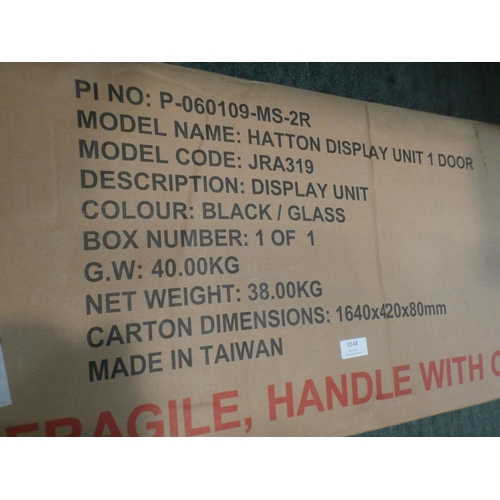 PI NO: P-060109-MS-2R
MODEL NAME: HATTON DISPLAY UNIT 1 DOOR
MODEL CODE: JRA319
DESCRIPTION: DISPLAY UNIT
COLOUR: BLACK / GLASS
BOX NUMBER: 1 OF 1
G.W: 40.00KG
NET WEIGHT: 38.00KG
CARTON DIMENSIONS: 1640x420x80mm
MADE IN TAIWAN
FRAGILE, HANDLE WITH